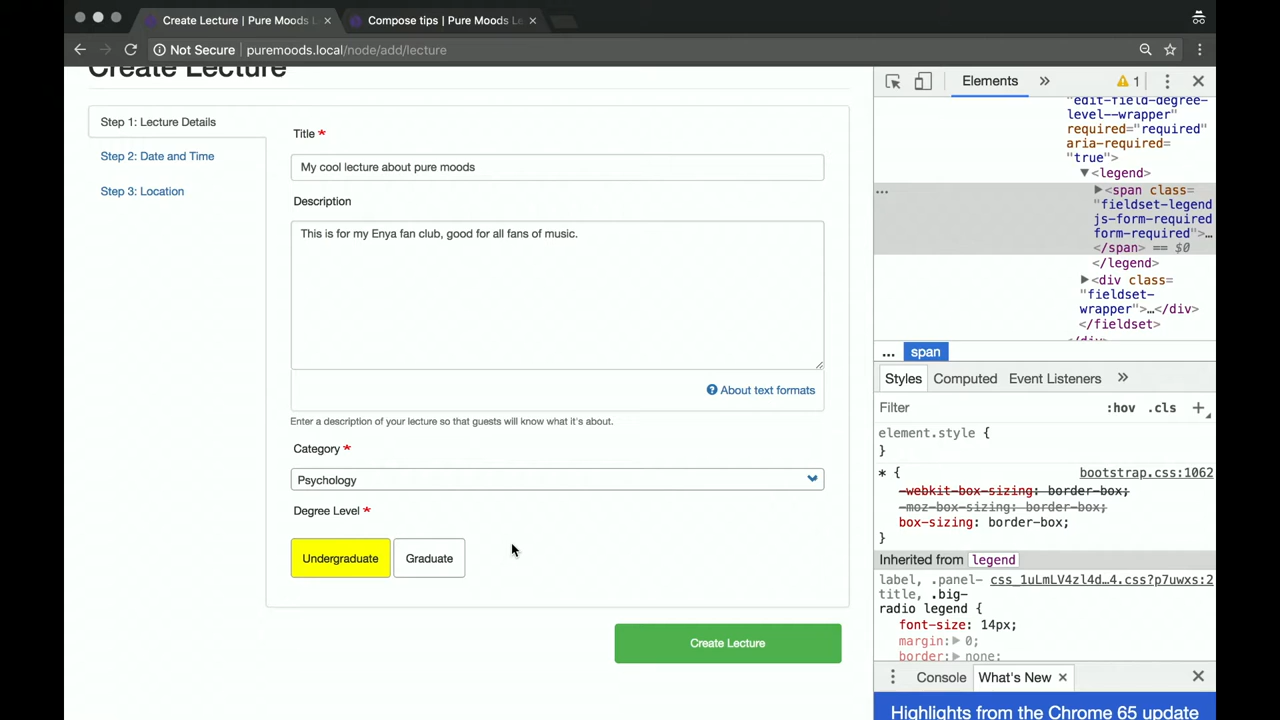 Create Lecture | Pure Moods L
Compose tips | Pure Moods Le
Not Secure | puremoods.local/node/add/lecture
Create Lecture
Step 1: Lecture Details
Step 2: Date and Time
Step 3: Location
Title *
My cool lecture about pure moods
Description
This is for my Enya fan club, good for all fans of music.
About text formats
Enter a description of your lecture so that guests will know what it's about.
Category *
Psychology
Degree Level *
Undergraduate Graduate
Create Lecture
Elements » 1
"edit-field-degree-
level--wrapper"
required="required"
aria-required=
"true">
▼<legend>
... ▶<span class=
"fieldset-legend
js-form-required
form-required">…
</span> == $0
</legend>
▶<div class=
"fieldset-
wrapper">…</div>
</fieldset>
</div>
... span
Styles Computed Event Listeners »
Filter :hov .cls +
element.style {
}
* { bootstrap.css:1062
-webkit-box-sizing: border-box;
-moz-box-sizing: border-box;
box-sizing: border-box;
}
Inherited from legend
label, .panel- css_1uLmLV4zl4d…4.css?p7uwxs:2
title, .big-
radio legend {
font-size: 14px;
margin:▶ 0;
border:▶ none;
Console What's New ×
Highlights from the Chrome 65 update